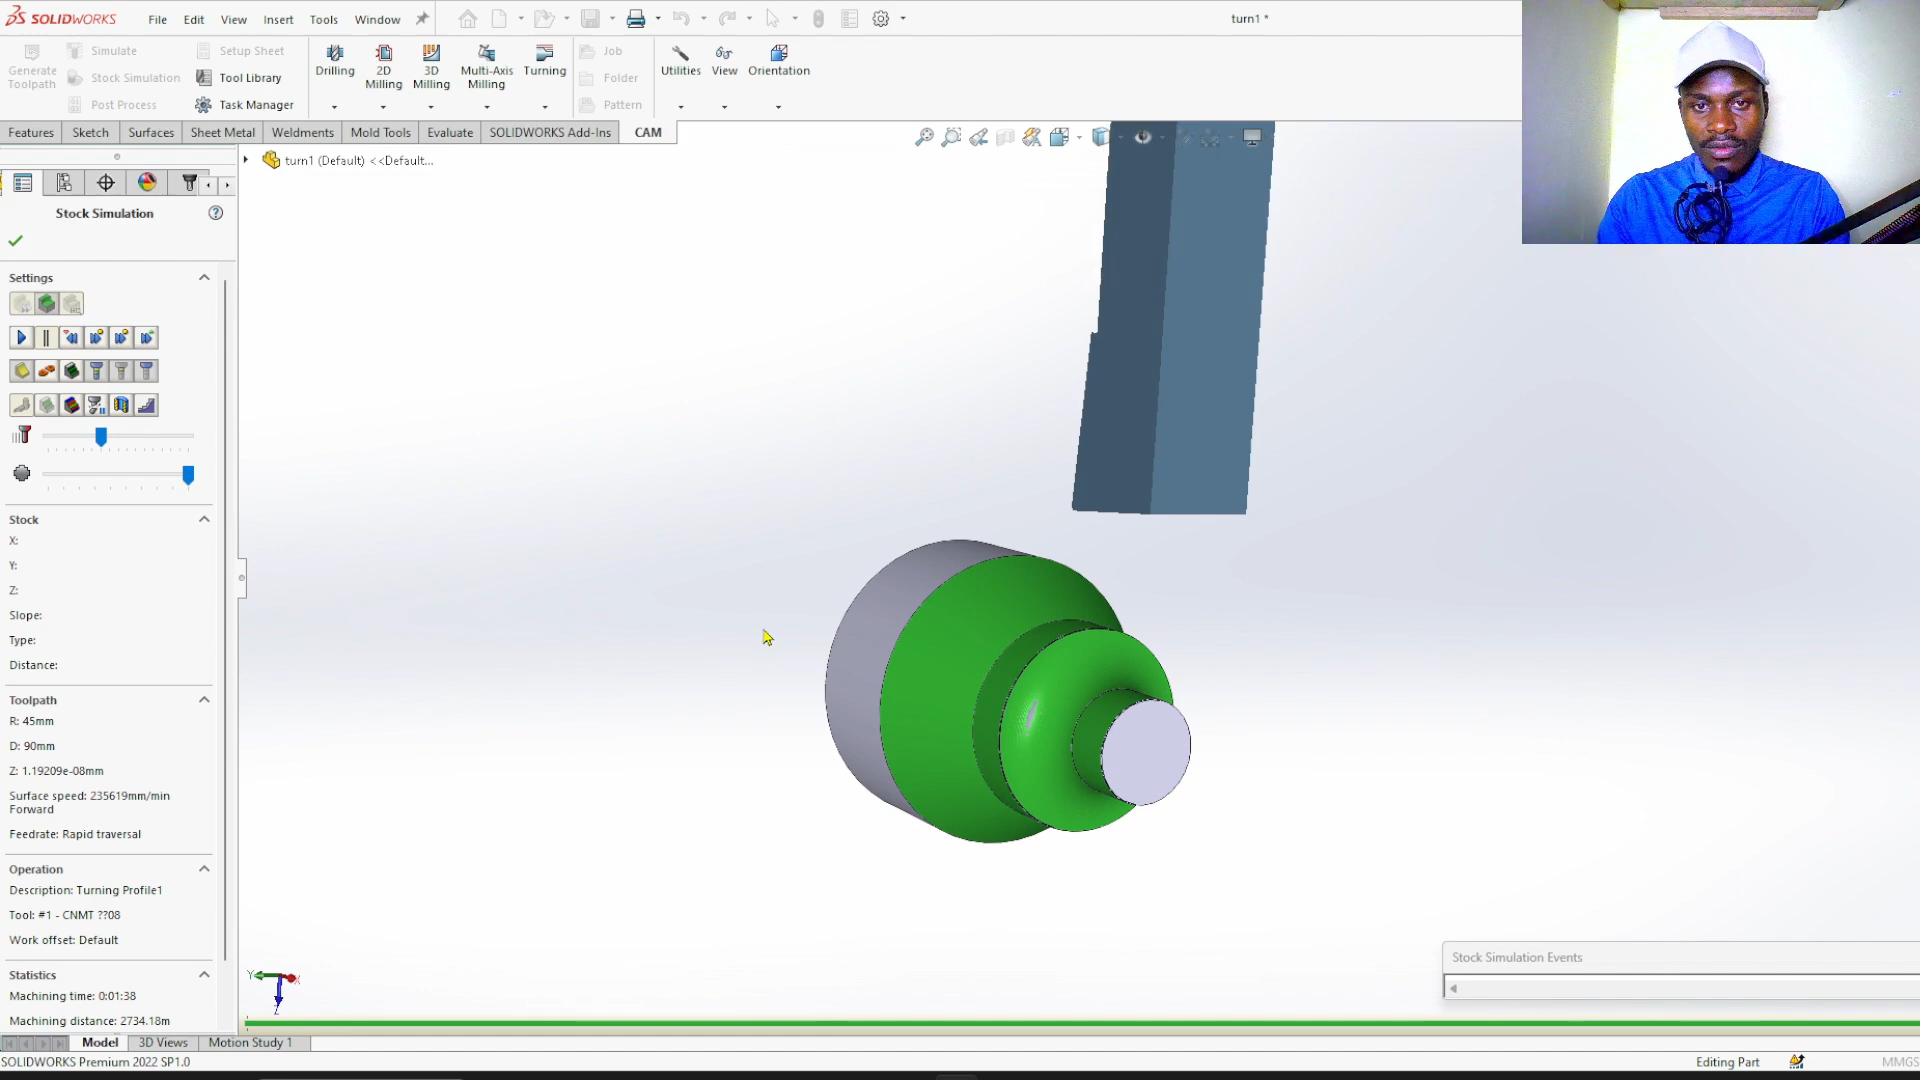 SOLIDWORKS File Edit View Insert Tools Window turn1 *
Generate Toolpath
Simulate
Stock Simulation
Post Process
Setup Sheet
Tool Library
Task Manager
Drilling
2D Milling
3D Milling
Multi-Axis Milling
Turning
Job
Folder
Pattern
Utilities
View
Orientation
Features Sketch Surfaces Sheet Metal Weldments Mold Tools Evaluate SOLIDWORKS Add-Ins CAM
turn1 (Default) <<Default...
Stock Simulation
Settings
Stock
X:
Y:
Z:
Slope:
Type:
Distance:
Toolpath
R: 45mm
D: 90mm
Z: 1.19209e-08mm
Surface speed: 235619mm/min
Forward
Feedrate: Rapid traversal
Operation
Description: Turning Profile1
Tool: #1 - CNMT ??08
Work offset: Default
Statistics
Machining time: 0:01:38
Machining distance: 2734.18m
Y X
Z
Stock Simulation Events
Model 3D Views Motion Study 1
SOLIDWORKS Premium 2022 SP1.0 Editing Part MMGS